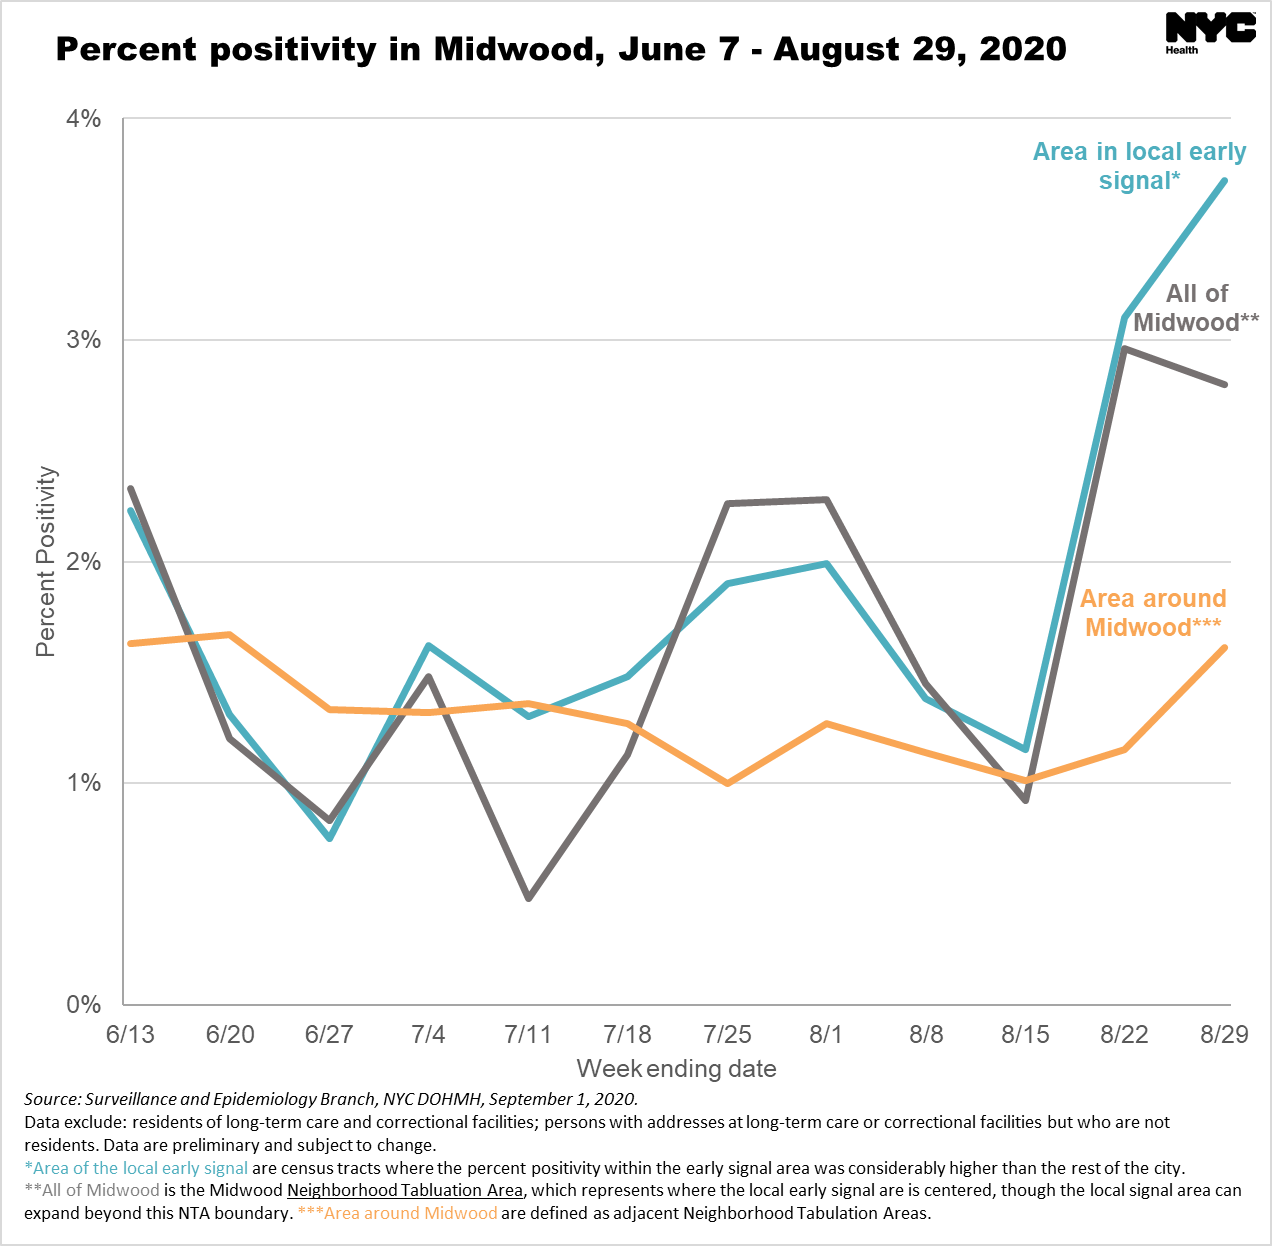 Percent positivity in Midwood, June 7 - August 29, 2020
NYC
Health
4%
3%
2%
1%
0%
Percent Positivity
Area in local early
signal*
All of
Midwood**
Area around
Midwood***
6/13 6/20 6/27 7/4 7/11 7/18 7/25 8/1 8/8 8/15 8/22 8/29
Week ending date
Source: Surveillance and Epidemiology Branch, NYC DOHMH, September 1, 2020.
Data exclude: residents of long-term care and correctional facilities; persons with addresses at long-term care or correctional facilities but who are not
residents. Data are preliminary and subject to change.
*Area of the local early signal are census tracts where the percent positivity within the early signal area was considerably higher than the rest of the city.
**All of Midwood is the Midwood Neighborhood Tabluation Area, which represents where the local early signal are is centered, though the local signal area can
expand beyond this NTA boundary. ***Area around Midwood are defined as adjacent Neighborhood Tabulation Areas.